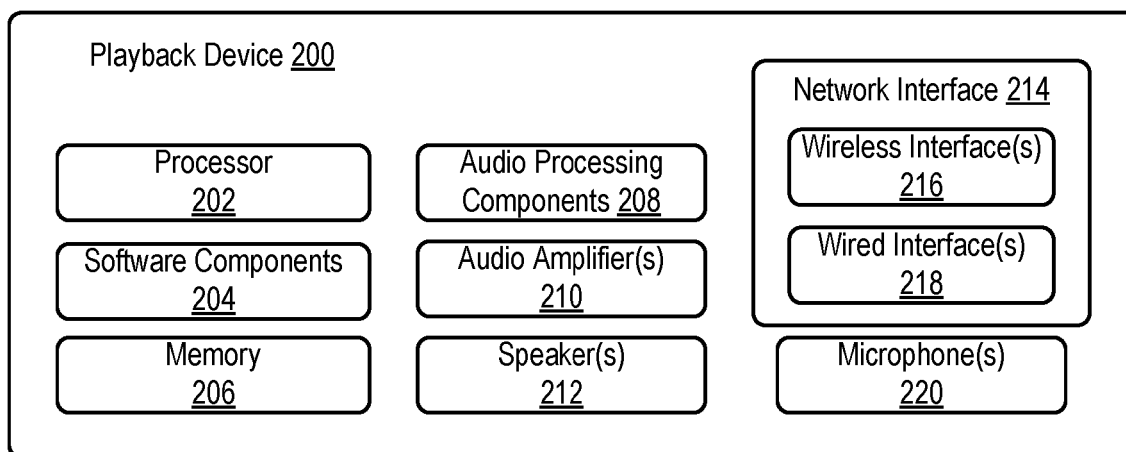 Playback Device 200
Processor
202
Software Components
204
Memory
206
Audio Processing
Components 208
Audio Amplifier(s)
210
Speaker(s)
212
Network Interface 214
Wireless Interface(s)
216
Wired Interface(s)
218
Microphone(s)
220